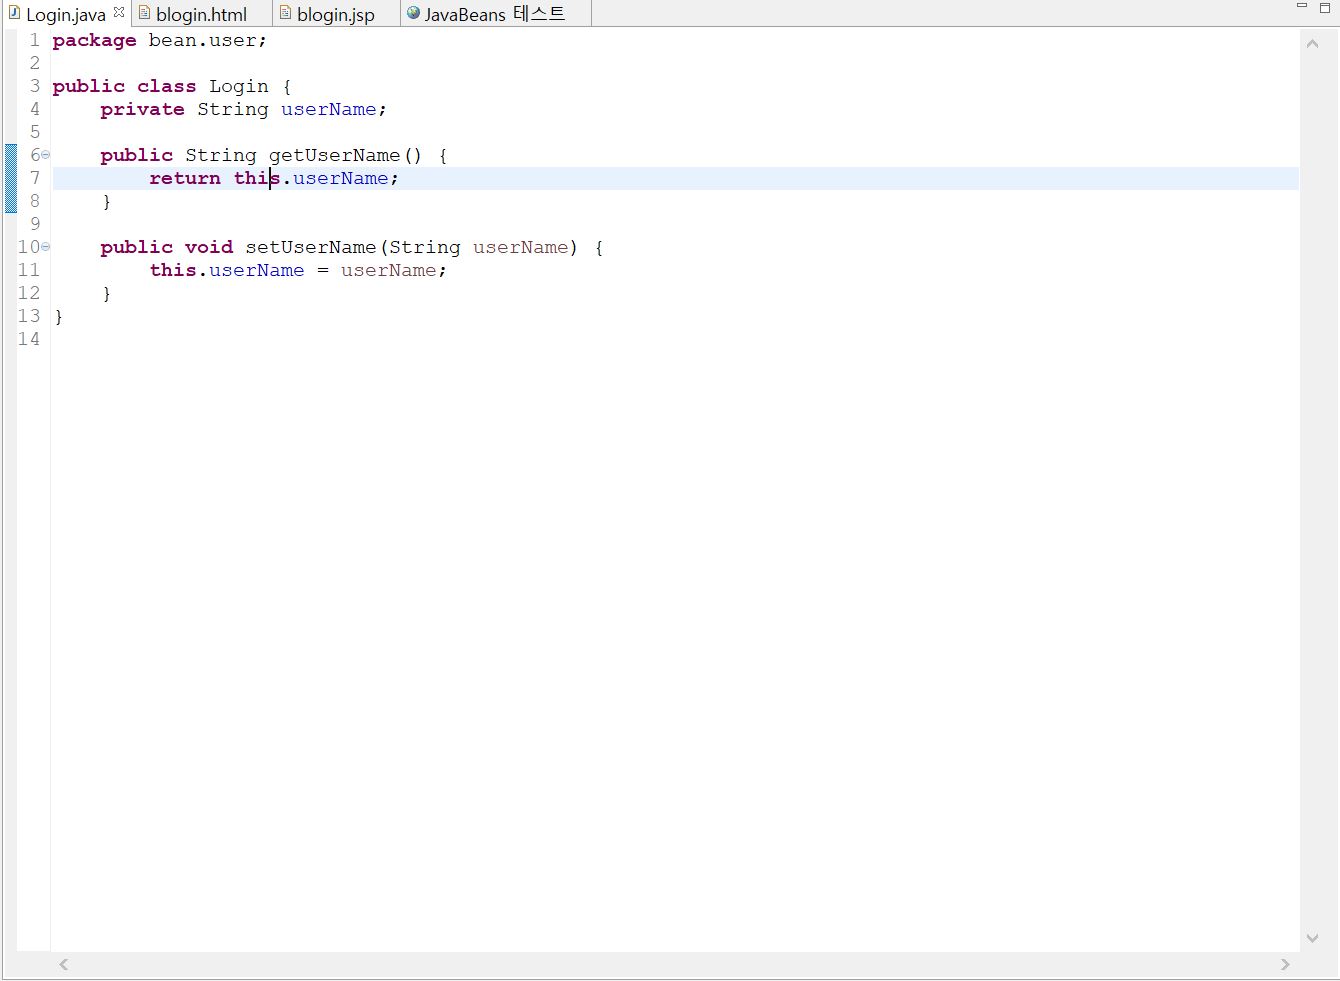 Login.java blogin.html blogin.jsp JavaBeans 테스트
1 package bean.user;
2
3 public class Login {
4     private String userName;
5
6     public String getUserName() {
7         return this.userName;
8     }
9
10     public void setUserName(String userName) {
11         this.userName = userName;
12     }
13 }
14